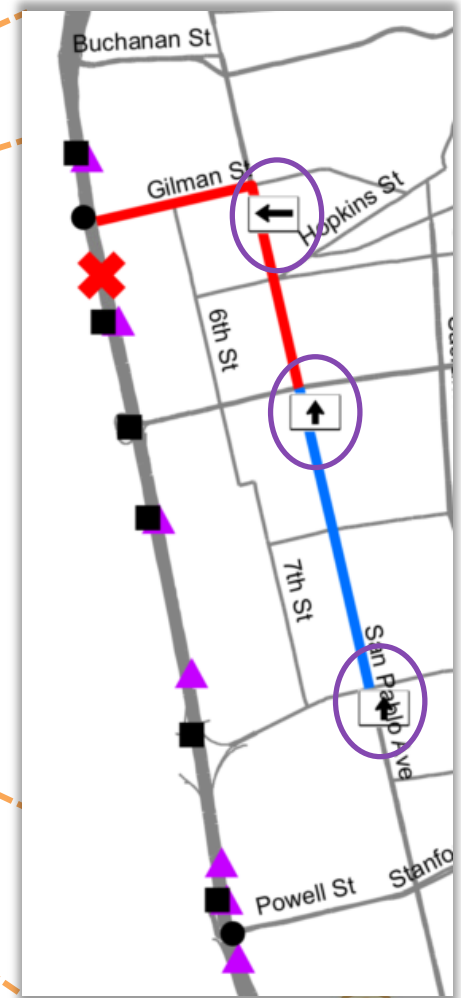 Buchanan St
Gilman St
Hopkins St
6th St
7th St
San Pablo Ave
Powell St
Stanfo